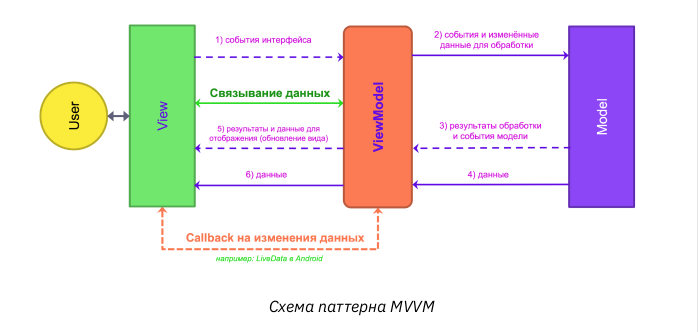 1) события интерфейса
2) события и изменённые
данные для обработки
Связывание данных
User
View
ViewModel
Model
5) результаты и данные для
отображения (обновление вида)
3) результаты обработки
и события модели
6) данные
4) данные
Callback на изменения данных
например: LiveData в Android
Схема паттерна MVVM